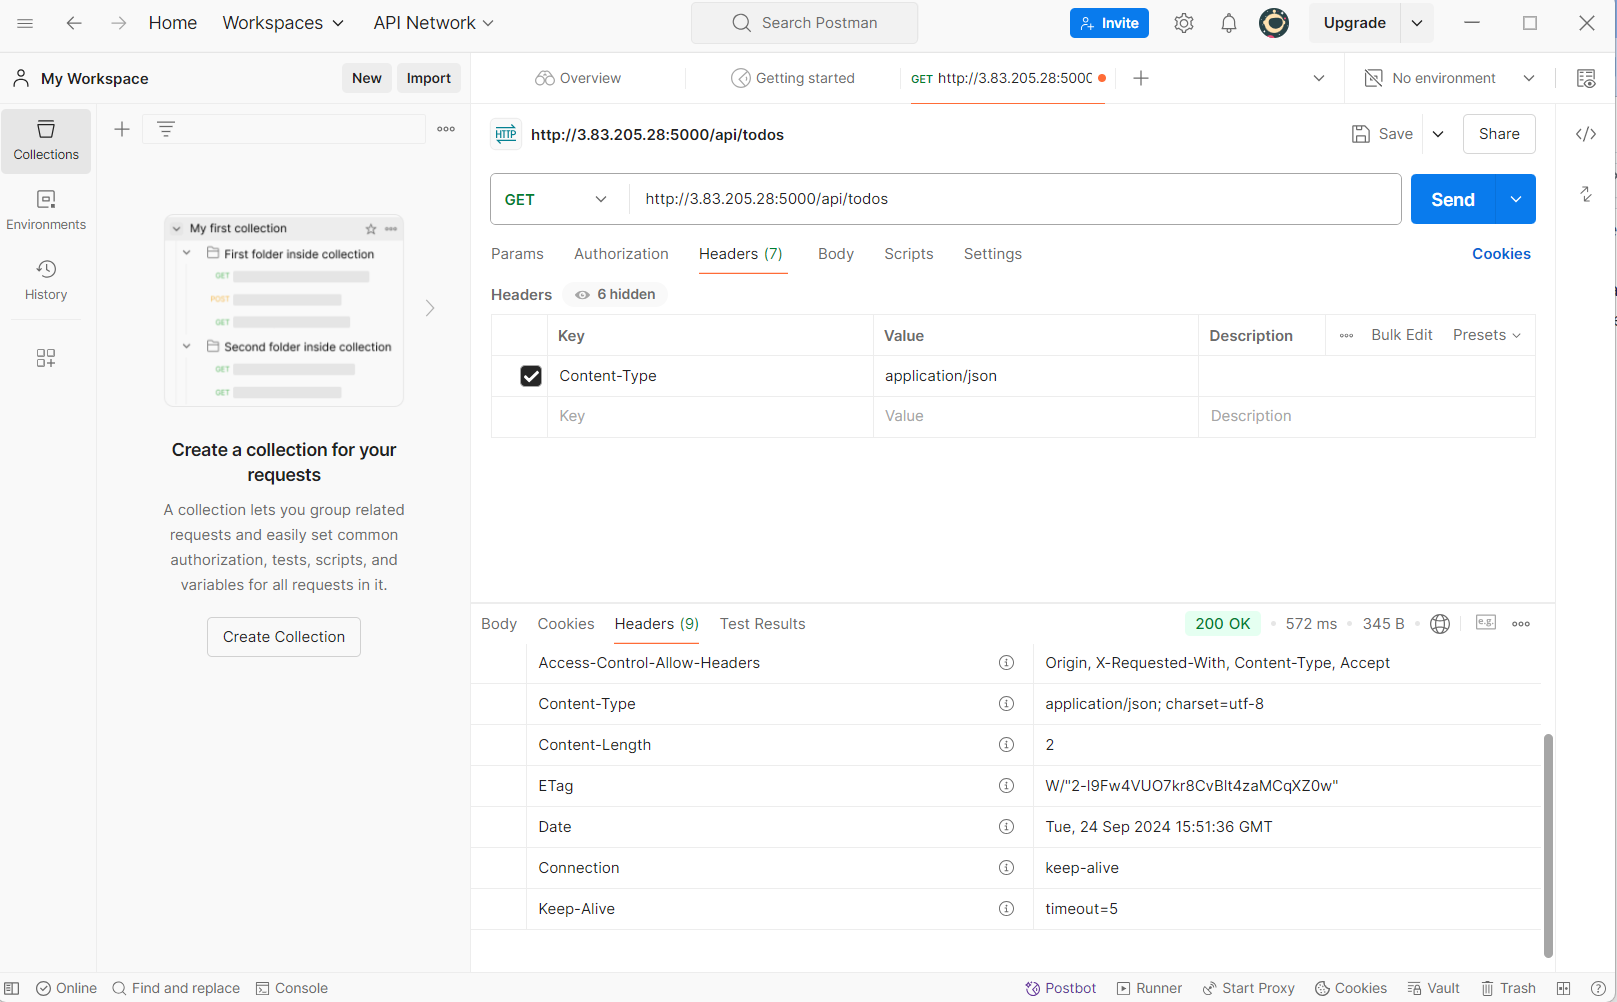 Home Workspaces API Network Search Postman Invite Upgrade
My Workspace New Import Overview Getting started GET http://3.83.205.28:5000 No environment
Collections
Environments
History
My first collection
First folder inside collection
GET
POST
GET
Second folder inside collection
GET
GET
Create a collection for your
requests
A collection lets you group related
requests and easily set common
authorization, tests, scripts, and
variables for all requests in it.
Create Collection
HTTP http://3.83.205.28:5000/api/todos Save Share
GET http://3.83.205.28:5000/api/todos Send
Params Authorization Headers (7) Body Scripts Settings Cookies
Headers 6 hidden
Key Value Description Bulk Edit Presets
Content-Type application/json
Key Value Description
Body Cookies Headers (9) Test Results 200 OK 572 ms 345 B e.g.
Access-Control-Allow-Headers Origin, X-Requested-With, Content-Type, Accept
Content-Type application/json; charset=utf-8
Content-Length 2
ETag W/"2-l9Fw4VUO7kr8CvBlt4zaMCqXZ0w"
Date Tue, 24 Sep 2024 15:51:36 GMT
Connection keep-alive
Keep-Alive timeout=5
Online Find and replace Console Postbot Runner Start Proxy Cookies Vault Trash